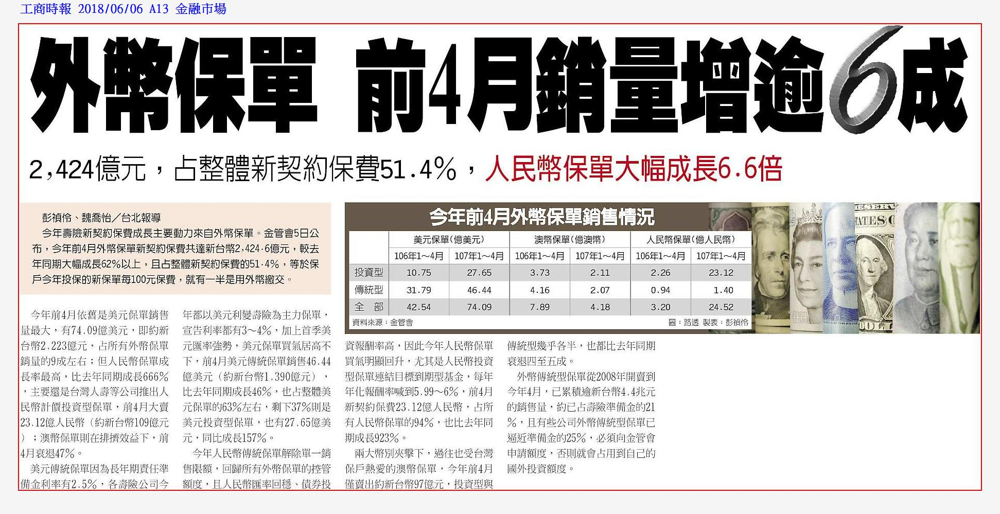 工商時報 2018/06/06 A13 金融市場
外幣保單 前4月銷量增逾6成
2,424億元，占整體新契約保費51.4%，人民幣保單大幅成長6.6倍
彭禎伶、魏喬怡／台北報導
今年壽險新契約保費成長主要動力來自外幣保單。金管會5日公
布，今年前4月外幣保單新契約保費共達新台幣2,424.6億元，較去
年同期大幅成長62%以上，且占整體新契約保費的51.4%，等於保
戶今年投保的新保單每100元保費，就有一半是用外幣繳交。
今年前4月依舊是美元保單銷售
量最大，有74.09億美元，即約新
台幣2,223億元，占所有外幣保單
銷量的9成左右；但人民幣保單成
長率最高，比去年同期成長666%
，主要還是台灣人壽等公司推出人
民幣計價投資型保單，前4月大賣
23.12億人民幣（約新台幣109億元
）；澳幣保單則在排擠效益下，前
4月衰退47%。
美元傳統保單因為長年期責任準
備金利率有2.5%，各壽險公司今
年都以美元利變壽險為主力保單，
宣告利率都有3～4%，加上首季美
元匯率強勢，美元保單買氣居高不
下，前4月美元傳統保單銷售46.44
億美元（約新台幣1,390億元），
比去年同期成長46%，也占整體美
元保單的63%左右，剩下37%則是
美元投資型保單，也有27.65億美
元，同比成長157%。
今年人民幣傳統保單解除單一銷
售限額，回歸所有外幣保單的控管
額度，且人民幣匯率回穩、債券投
今年前4月外幣保單銷售情況
美元保單(億美元) 澳幣保單(億澳幣) 人民幣保單(億人民幣)
106年1～4月 107年1～4月 106年1～4月 107年1～4月 106年1～4月 107年1～4月
投資型 10.75 27.65 3.73 2.11 2.26 23.12
傳統型 31.79 46.44 4.16 2.07 0.94 1.40
全 部 42.54 74.09 7.89 4.18 3.20 24.52
資料來源：金管會 圖：路透 製表：彭禎伶
資報酬率高，因此今年人民幣保單
買氣明顯回升，尤其是人民幣投資
型保單連結目標到期型基金，每年
年化報酬率喊到5.99～6%，前4月
新契約保費23.12億人民幣，占所
有人民幣保單的94%，也比去年同
期成長923%。
兩大幣別夾擊下，過往也受台灣
保戶熱愛的澳幣保單，今年前4月
僅賣出約新台幣97億元，投資型與
傳統型幾乎各半，也都比去年同期
衰退四至五成。
外幣傳統型保單從2008年開賣到
今年4月，已累積逾新台幣4.4兆元
的銷售量，約已占壽險準備金的21
%，且有些公司外幣傳統型保單已
逼近準備金的25%，必須向金管會
申請額度，否則就會占用到自己的
國外投資額度。